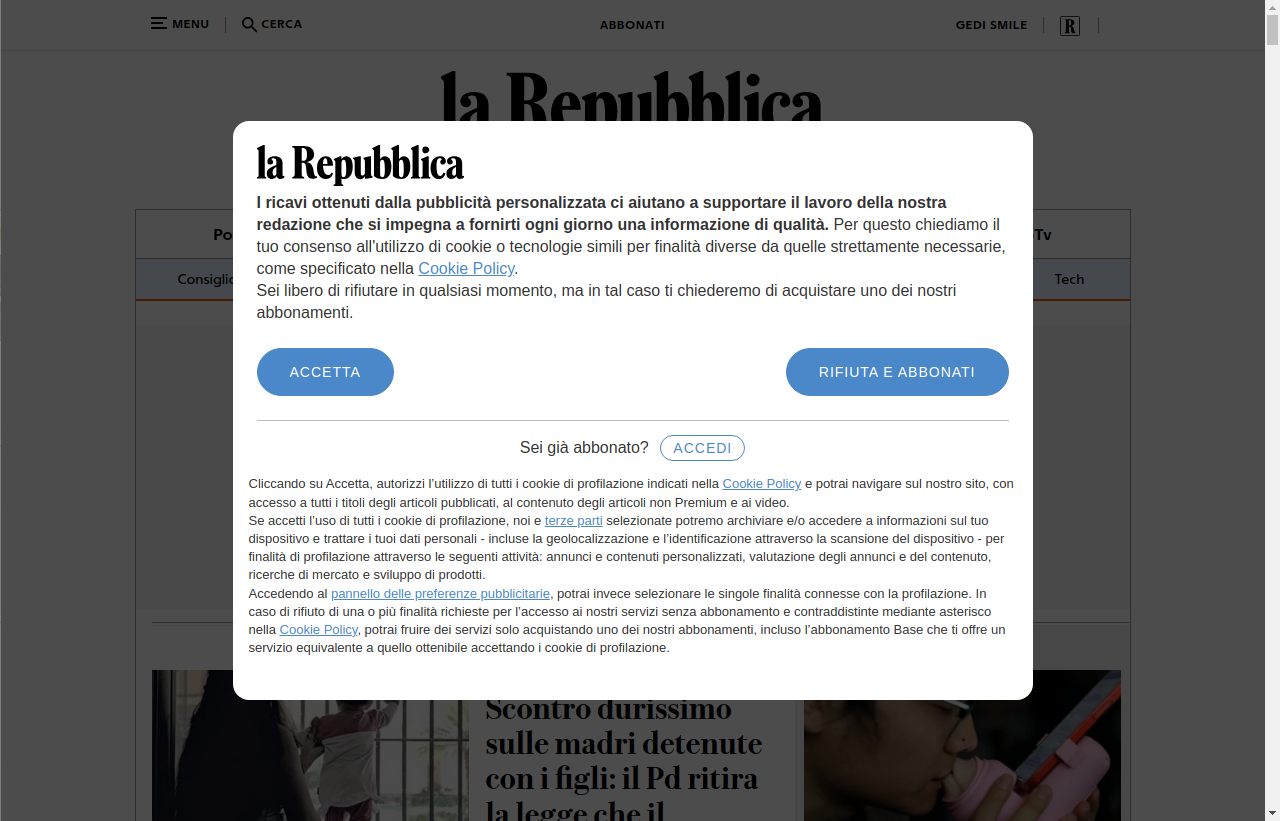 MENU
CERCA
ABBONATI
GEDI SMILE
R
la Repubblica
la Repubblica
I ricavi ottenuti dalla pubblicità personalizzata ci aiutano a supportare il lavoro della nostra
redazione che si impegna a fornirti ogni giorno una informazione di qualità. Per questo chiediamo il
tuo consenso all'utilizzo di cookie o tecnologie simili per finalità diverse da quelle strettamente necessarie,
come specificato nella Cookie Policy.
Sei libero di rifiutare in qualsiasi momento, ma in tal caso ti chiederemo di acquistare uno dei nostri
abbonamenti.
ACCETTA
RIFIUTA E ABBONATI
Sei già abbonato? ACCEDI
Cliccando su Accetta, autorizzi l’utilizzo di tutti i cookie di profilazione indicati nella Cookie Policy e potrai navigare sul nostro sito, con
accesso a tutti i titoli degli articoli pubblicati, al contenuto degli articoli non Premium e ai video.
Se accetti l’uso di tutti i cookie di profilazione, noi e terze parti selezionate potremo archiviare e/o accedere a informazioni sul tuo
dispositivo e trattare i tuoi dati personali - incluse la geolocalizzazione e l’identificazione attraverso la scansione del dispositivo - per
finalità di profilazione attraverso le seguenti attività: annunci e contenuti personalizzati, valutazione degli annunci e del contenuto,
ricerche di mercato e sviluppo di prodotti.
Accedendo al pannello delle preferenze pubblicitarie, potrai invece selezionare le singole finalità connesse con la profilazione. In
caso di rifiuto di una o più finalità richieste per l’accesso ai nostri servizi senza abbonamento e contraddistinte mediante asterisco
nella Cookie Policy, potrai fruire dei servizi solo acquistando uno dei nostri abbonamenti, incluso l’abbonamento Base che ti offre un
servizio equivalente a quello ottenibile accettando i cookie di profilazione.
Po
Tv
Consiglio
Tech
Scontro durissimo
sulle madri detenute
con i figli: il Pd ritira
la legge che il